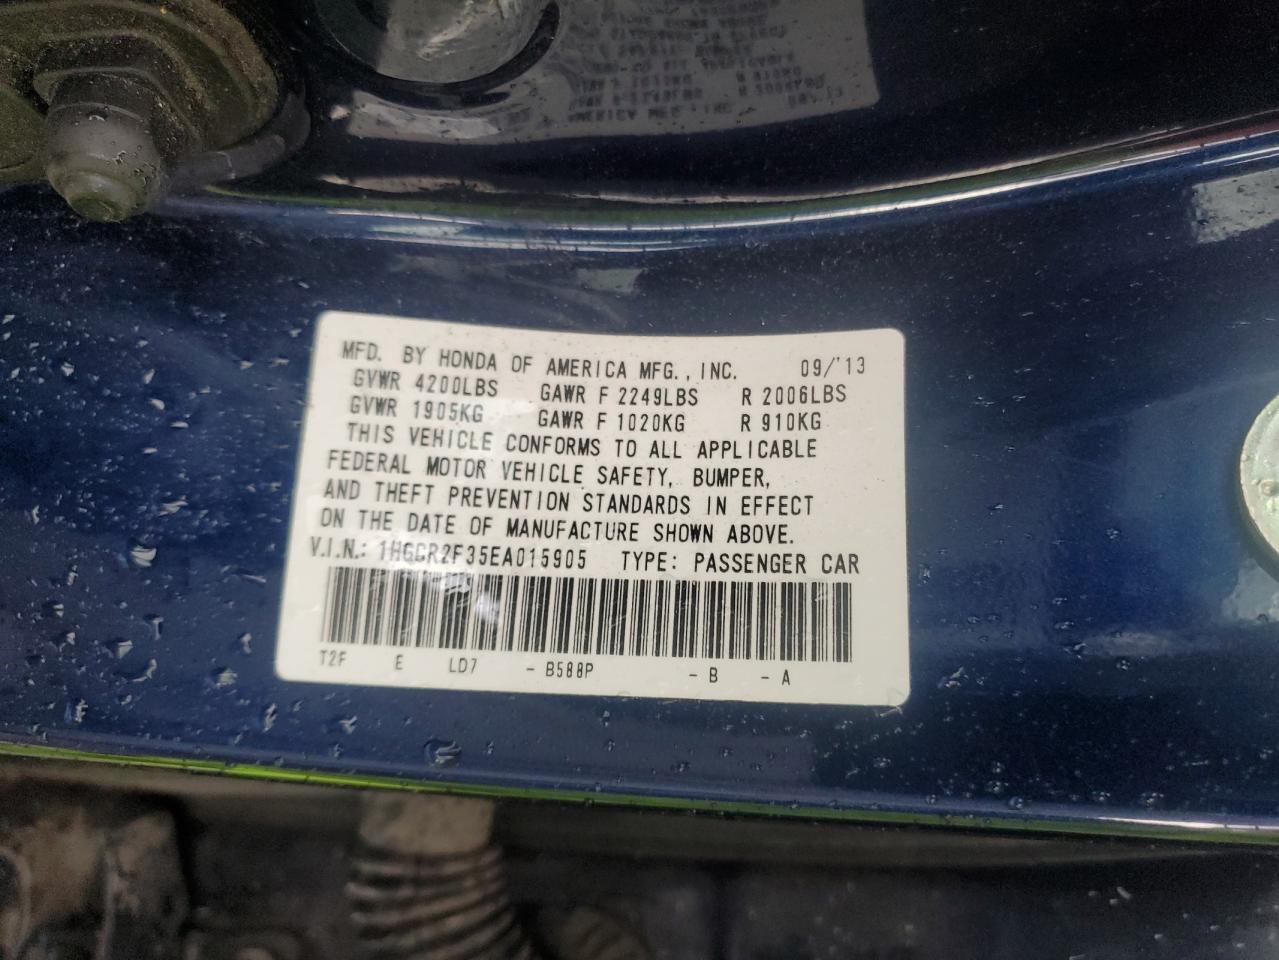 MFD. BY HONDA OF AMERICA MFG., INC. 09/'13
GVWR 4200LBS GAWR F 2249LBS R 2006LBS
GVWR 1905KG GAWR F 1020KG R 910KG
THIS VEHICLE CONFORMS TO ALL APPLICABLE
FEDERAL MOTOR VEHICLE SAFETY, BUMPER,
AND THEFT PREVENTION STANDARDS IN EFFECT
ON THE DATE OF MANUFACTURE SHOWN ABOVE.
V.I.N.: 1HGCR2F35EA015905 TYPE: PASSENGER CAR
T2F E LD7 - B588P - B - A